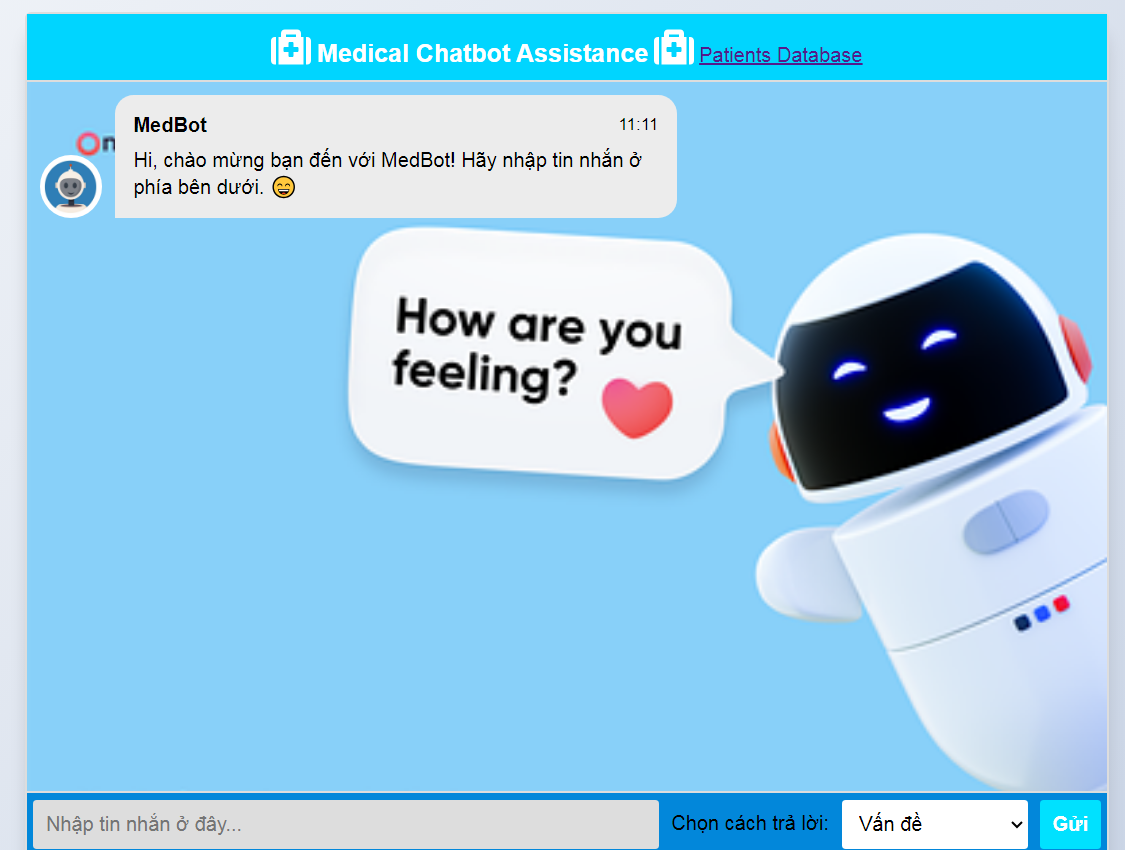 Medical Chatbot Assistance Patients Database
MedBot 11:11
Hi, chào mừng bạn đến với MedBot! Hãy nhập tin nhắn ở
phía bên dưới. 😄
How are you
feeling?
Nhập tin nhắn ở đây... Chọn cách trả lời: Vấn đề Gửi